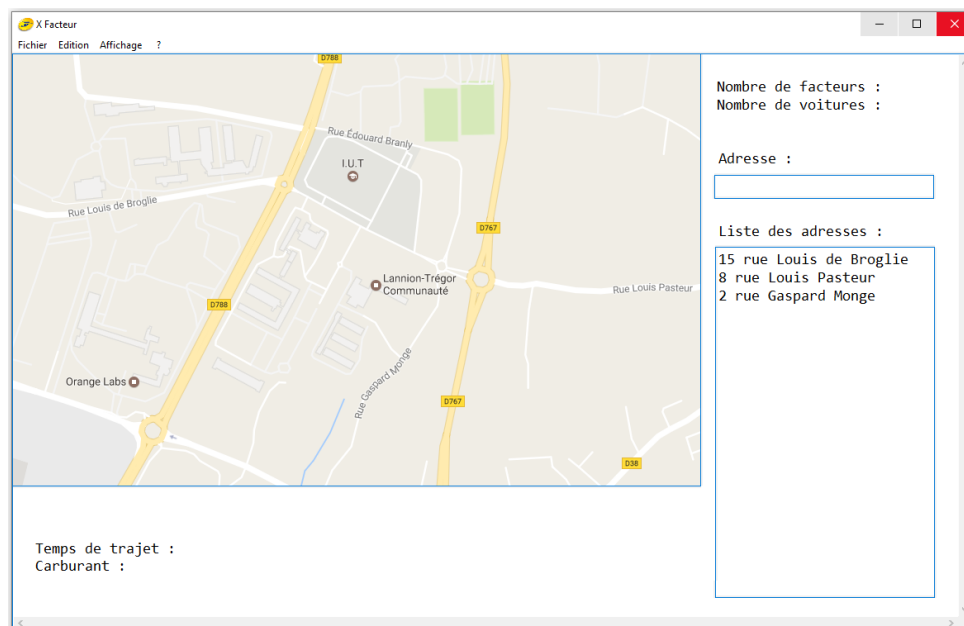 X Facteur
Fichier Edition Affichage ?
D788
Rue Édouard Branly
I.U.T
Rue Louis de Broglie
D767
Lannion-Trégor
Communauté
Rue Louis Pasteur
D788
Orange Labs
Rue Gaspard Monge
D767
D38
Nombre de facteurs :
Nombre de voitures :
Adresse :
Liste des adresses :
15 rue Louis de Broglie
8 rue Louis Pasteur
2 rue Gaspard Monge
Temps de trajet :
Carburant :